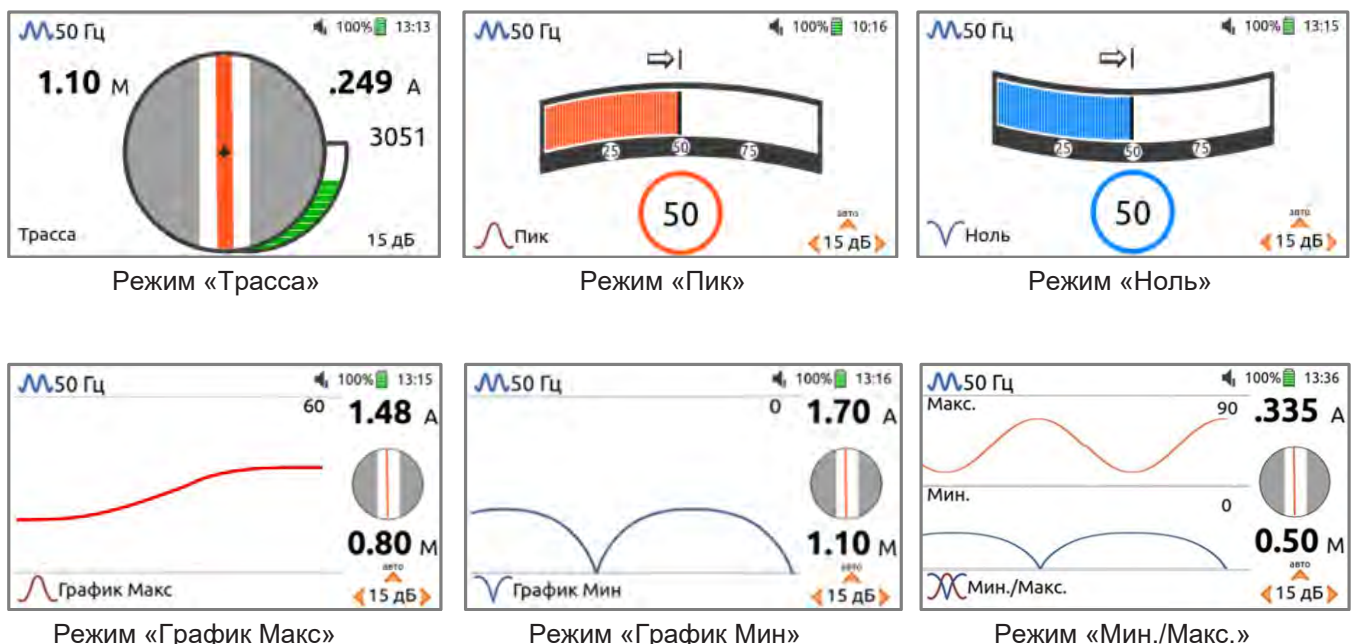 50 Гц 100% 13:13
1.10 м .249 А
3051
Трасса 15 дБ
Режим «Трасса»
50 Гц 100% 10:16
25 50 75
50
авто
Пик 15 дБ
Режим «Пик»
50 Гц 100% 13:15
25 50 75
50
авто
Ноль 15 дБ
Режим «Ноль»
50 Гц 100% 13:15
60 1.48 А
0.80 м
авто
График Макс 15 дБ
Режим «График Макс»
50 Гц 100% 13:16
0 1.70 А
1.10 м
авто
График Мин 15 дБ
Режим «График Мин»
50 Гц 100% 13:36
Макс. 90 .335 А
Мин. 0
0.50 м
авто
Мин./Макс. 15 дБ
Режим «Мин./Макс.»